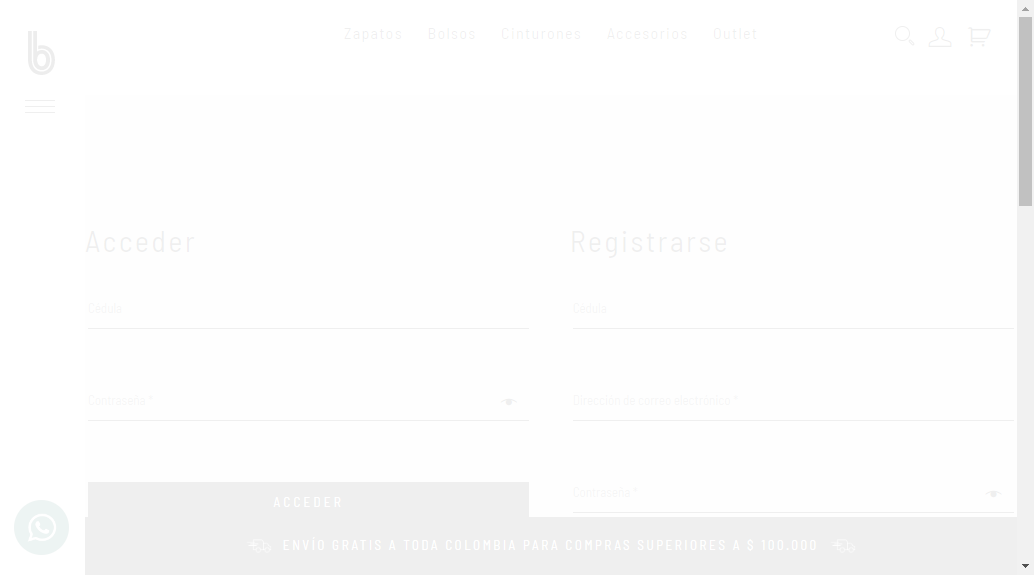 b
Zapatos Bolsos Cinturones Accesorios Outlet
Acceder
Registrarse
Cédula
Cédula
Contraseña *
Dirección de correo electrónico *
ACCEDER
Contraseña *
ENVÍO GRATIS A TODA COLOMBIA PARA COMPRAS SUPERIORES A $ 100.000